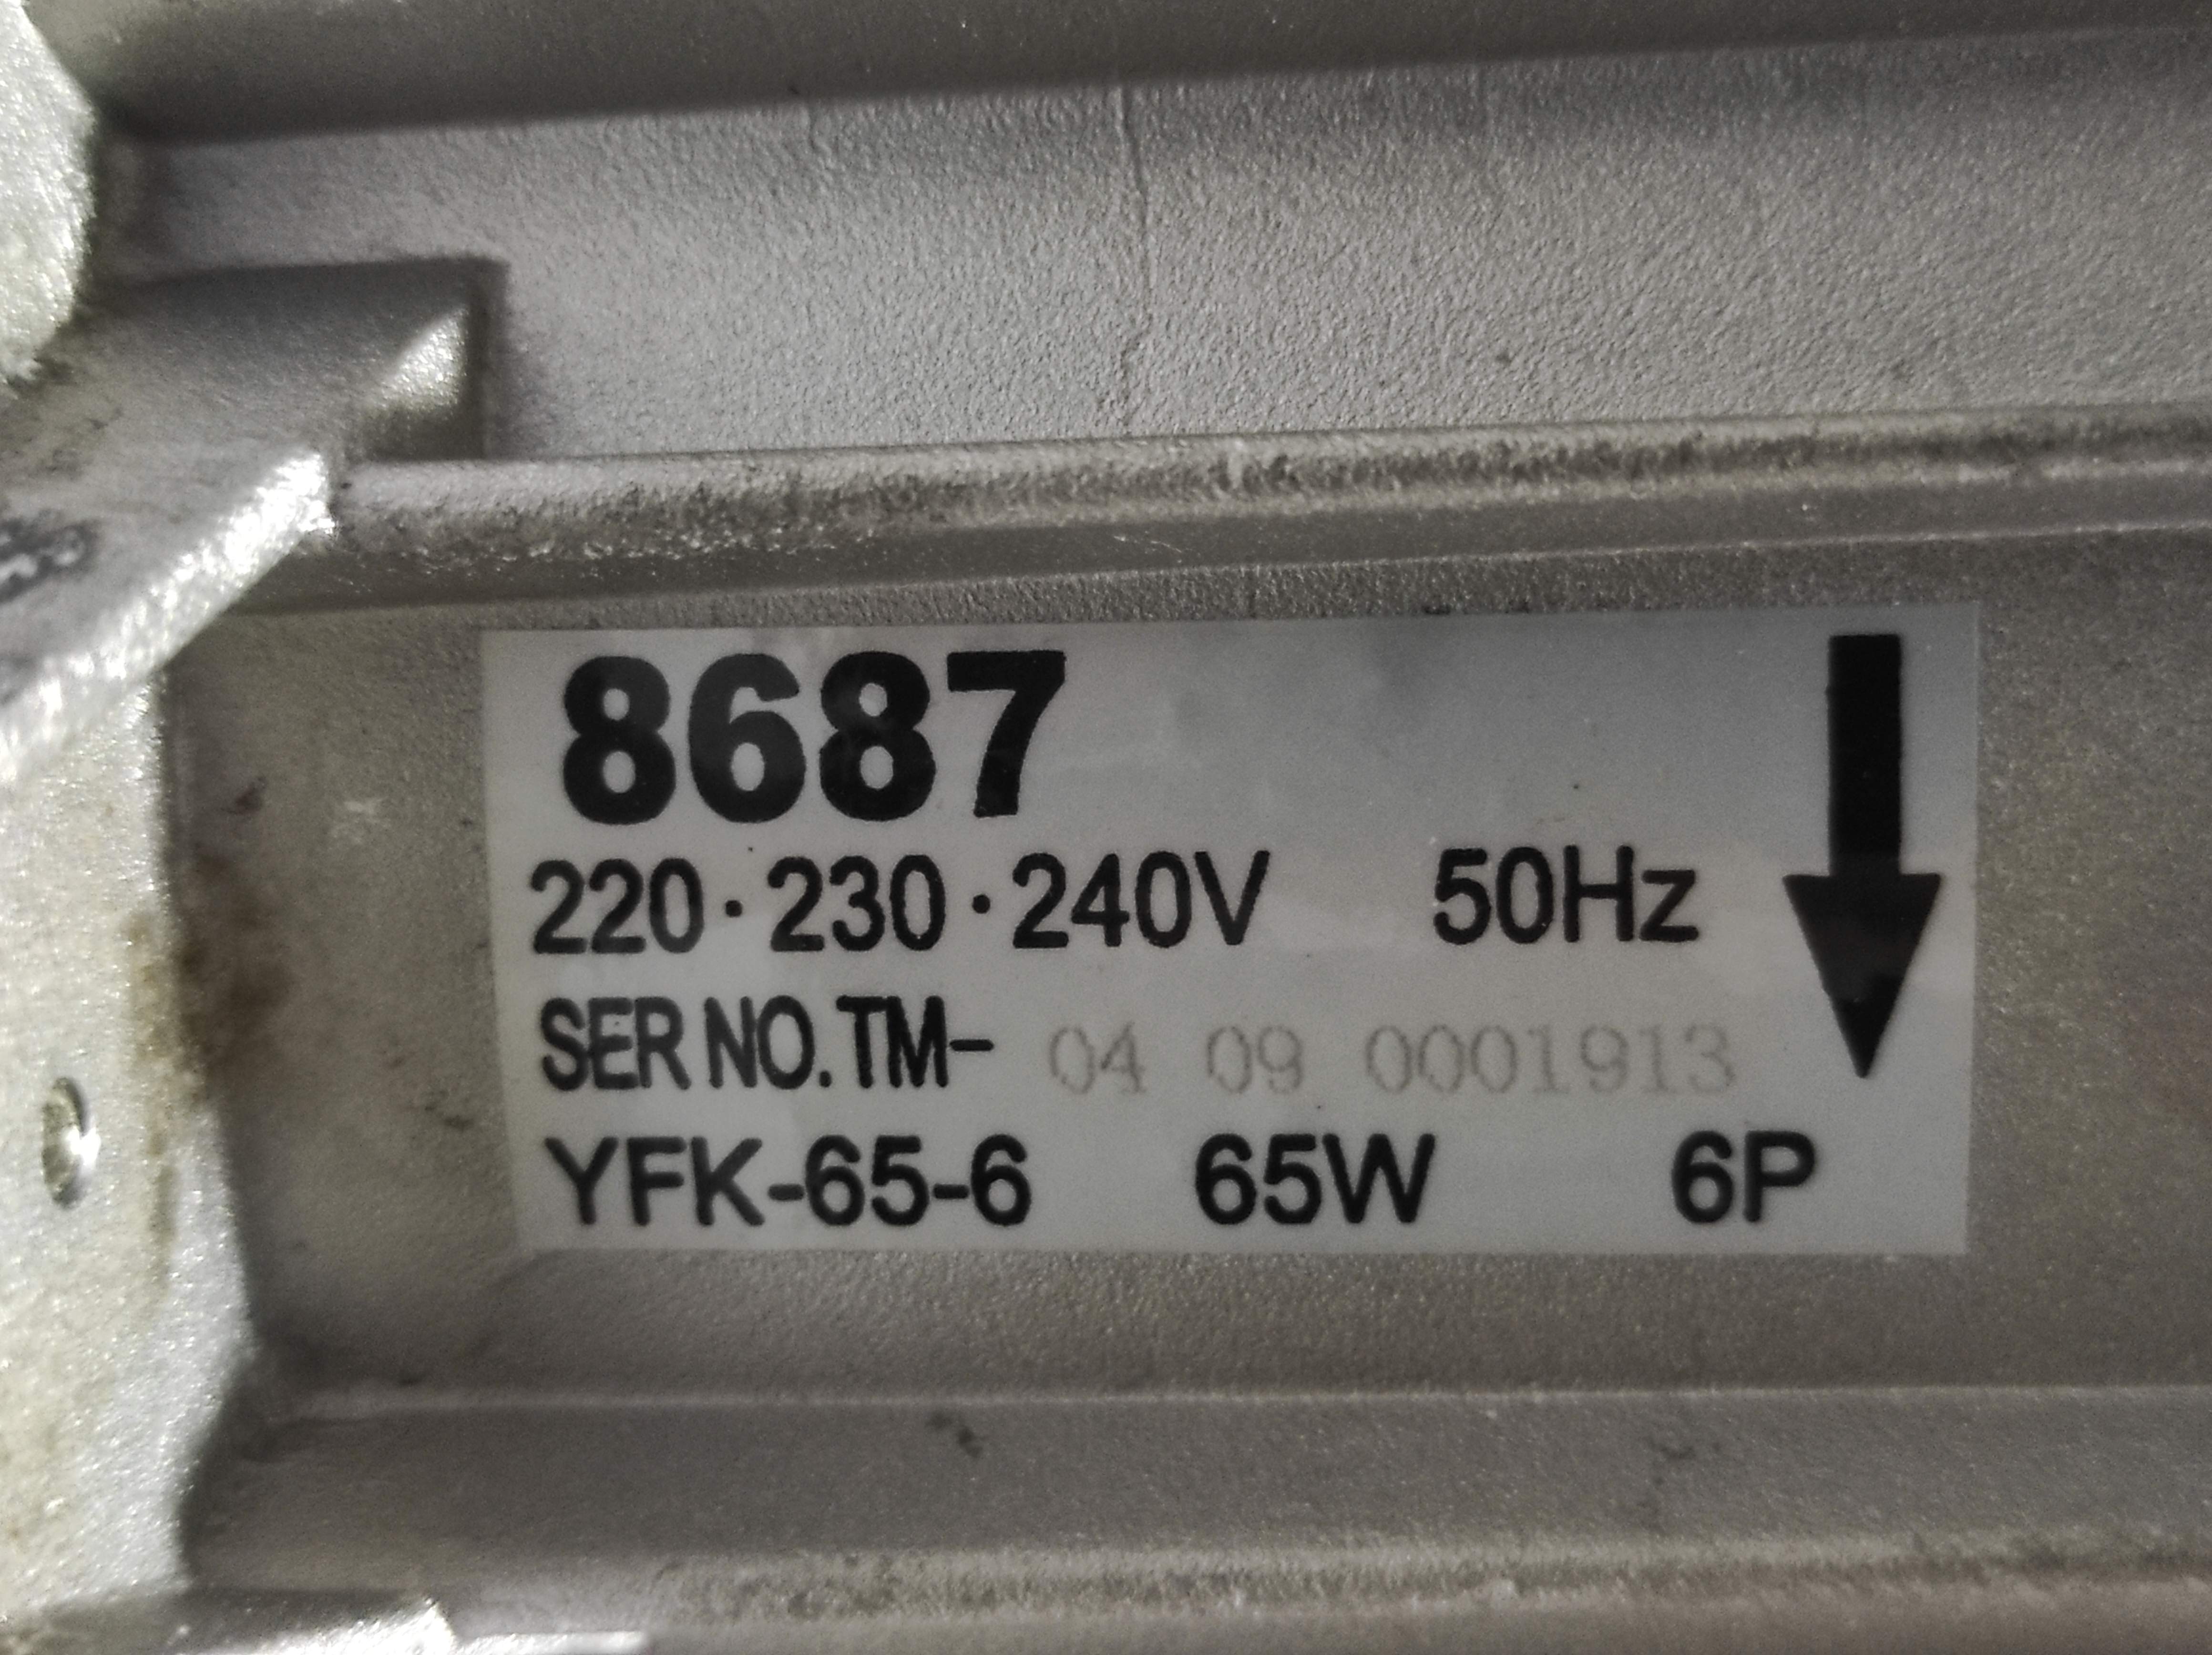 8687
220·230·240V 50Hz
SER NO.TM- 04 09 0001913
YFK-65-6 65W 6P